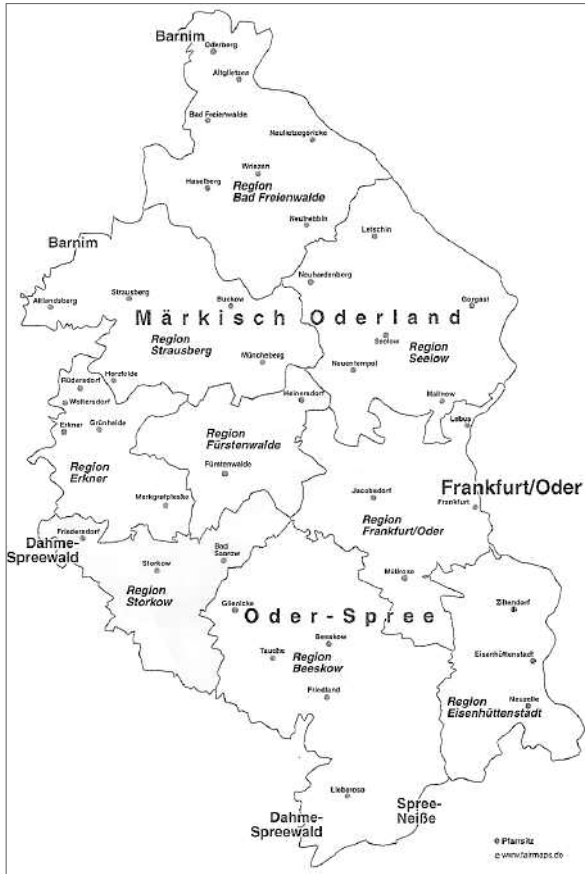 Barnim
Oderberg
Altglietzen
Bad Freienwalde
Neulietzegöricke
Wriezen
Haselberg
Region
Bad Freienwalde
Neutrebbin
Letschin
Barnim
Neuhardenberg
Altlandsberg
Strausberg
Buckow
Gorgast
Märkisch Oderland
Region
Strausberg
Seelow
Region
Seelow
Müncheberg
Neuentempel
Herzfelde
Rüdersdorf
Woltersdorf
Heinersdorf
Mallnow
Lebus
Erkner
Grünheide
Region
Fürstenwalde
Fürstenwalde
Region
Erkner
Markgrafpieske
Jacobsdorf
Frankfurt/Oder
Frankfurt
Region
Frankfurt/Oder
Friedersdorf
Dahme-
Spreewald
Bad
Saarow
Storkow
Region
Storkow
Müllrose
Glienicke
Oder-Spree
Ziltendorf
Beeskow
Tauche
Region
Beeskow
Eisenhüttenstadt
Friedland
Neuzelle
Region
Eisenhüttenstadt
Lieberosa
Dahme-
Spreewald
Spree-
Neiße
Pfarrsitz
© www.fairmaps.de